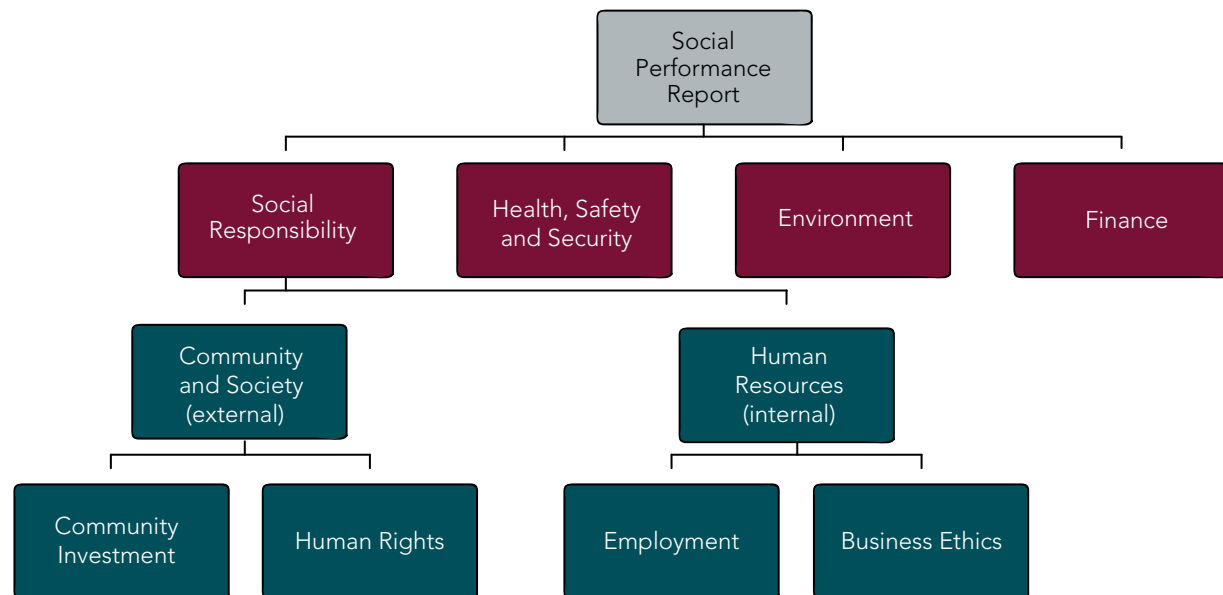 Social
Performance
Report
Social
Responsibility
Health, Safety
and Security
Environment
Finance
Community
and Society
(external)
Human
Resources
(internal)
Community
Investment
Human Rights
Employment
Business Ethics